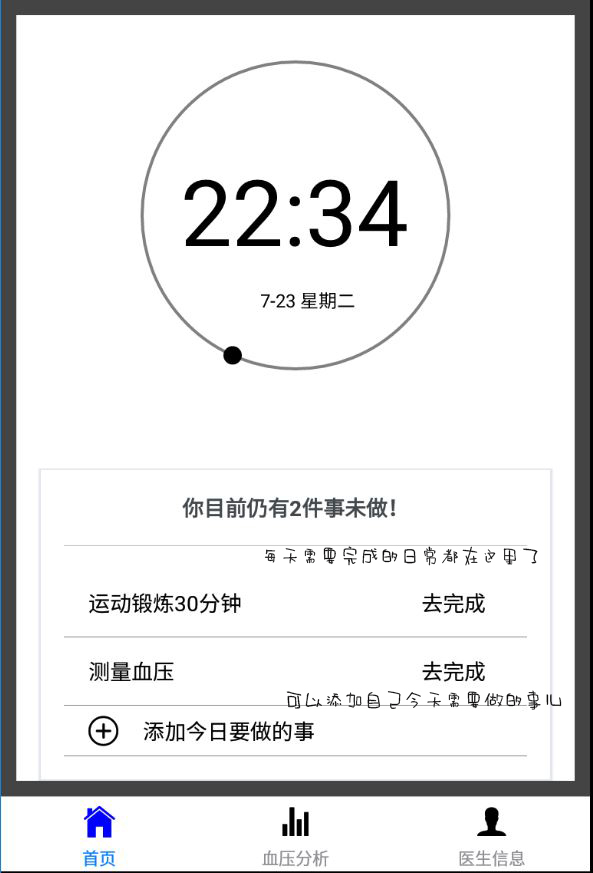 22:34
7-23 星期二
你目前仍有2件事未做！
每天需要完成的日常都在这里了
运动锻炼30分钟 去完成
测量血压 去完成
可以添加自己今天需要做的事儿
添加今日要做的事
首页 血压分析 医生信息